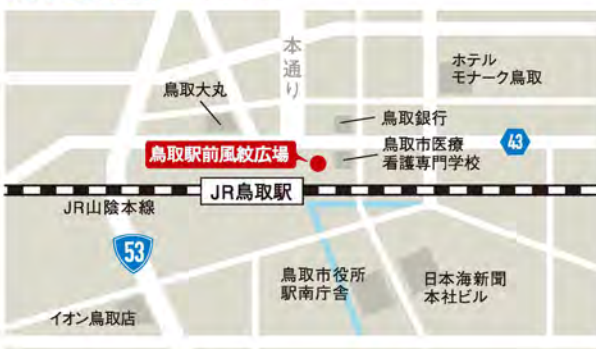 本通り
ホテル
モナーク鳥取
鳥取大丸
鳥取銀行
43
鳥取市医療
看護専門学校
鳥取駅前風紋広場
JR鳥取駅
JR山陰本線
53
鳥取市役所
駅南庁舎
日本海新聞
本社ビル
イオン鳥取店